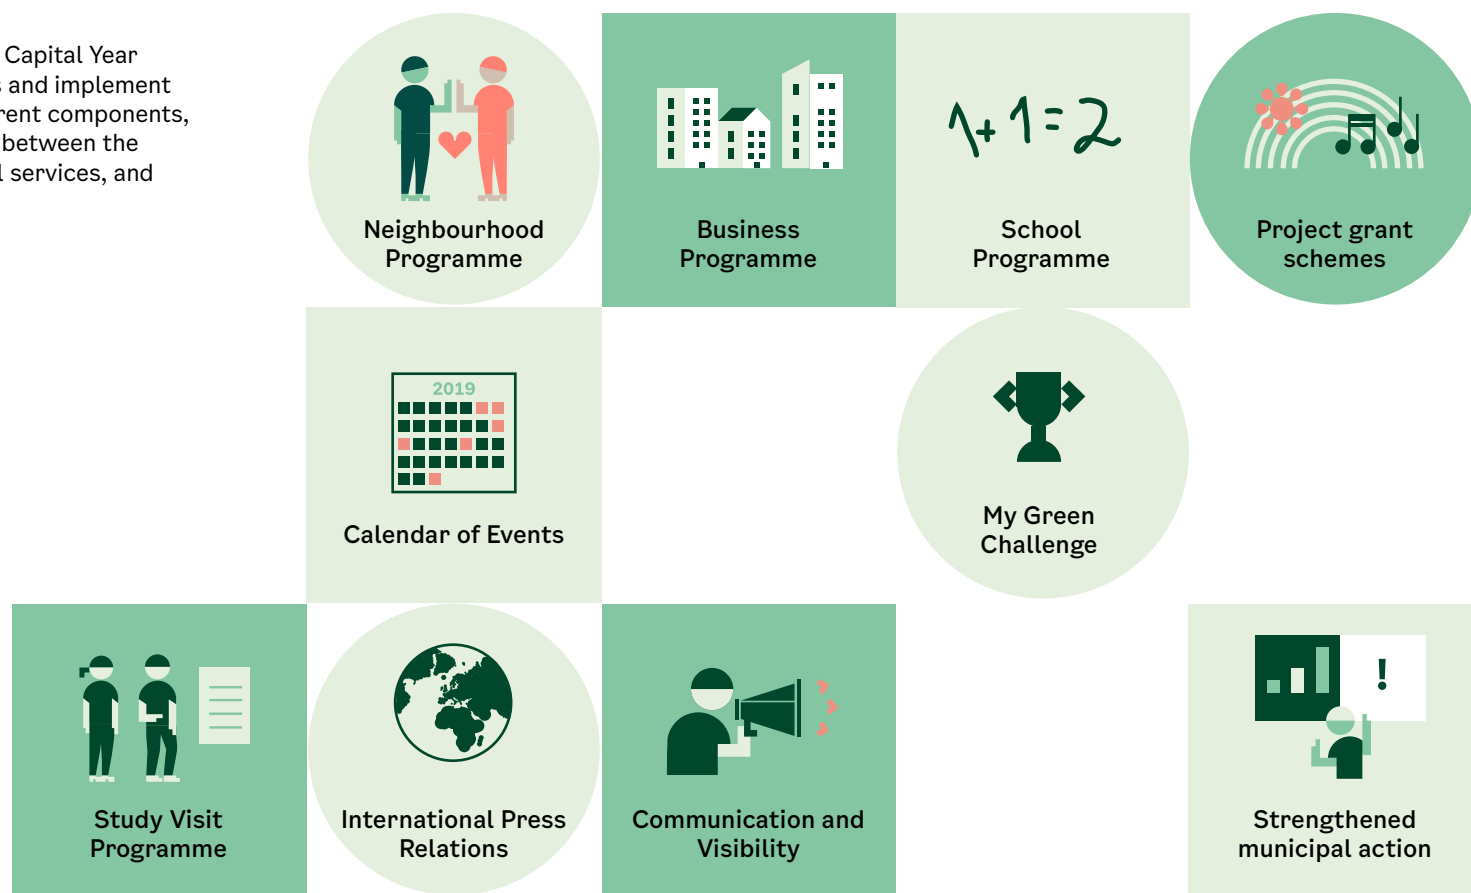 Capital Year
and implement
components,
between the
services, and
Neighbourhood
Programme
Business
Programme
1+1=2
School
Programme
Project grant
schemes
2019
Calendar of Events
My Green
Challenge
Study Visit
Programme
International Press
Relations
Communication and
Visibility
!
Strengthened
municipal action